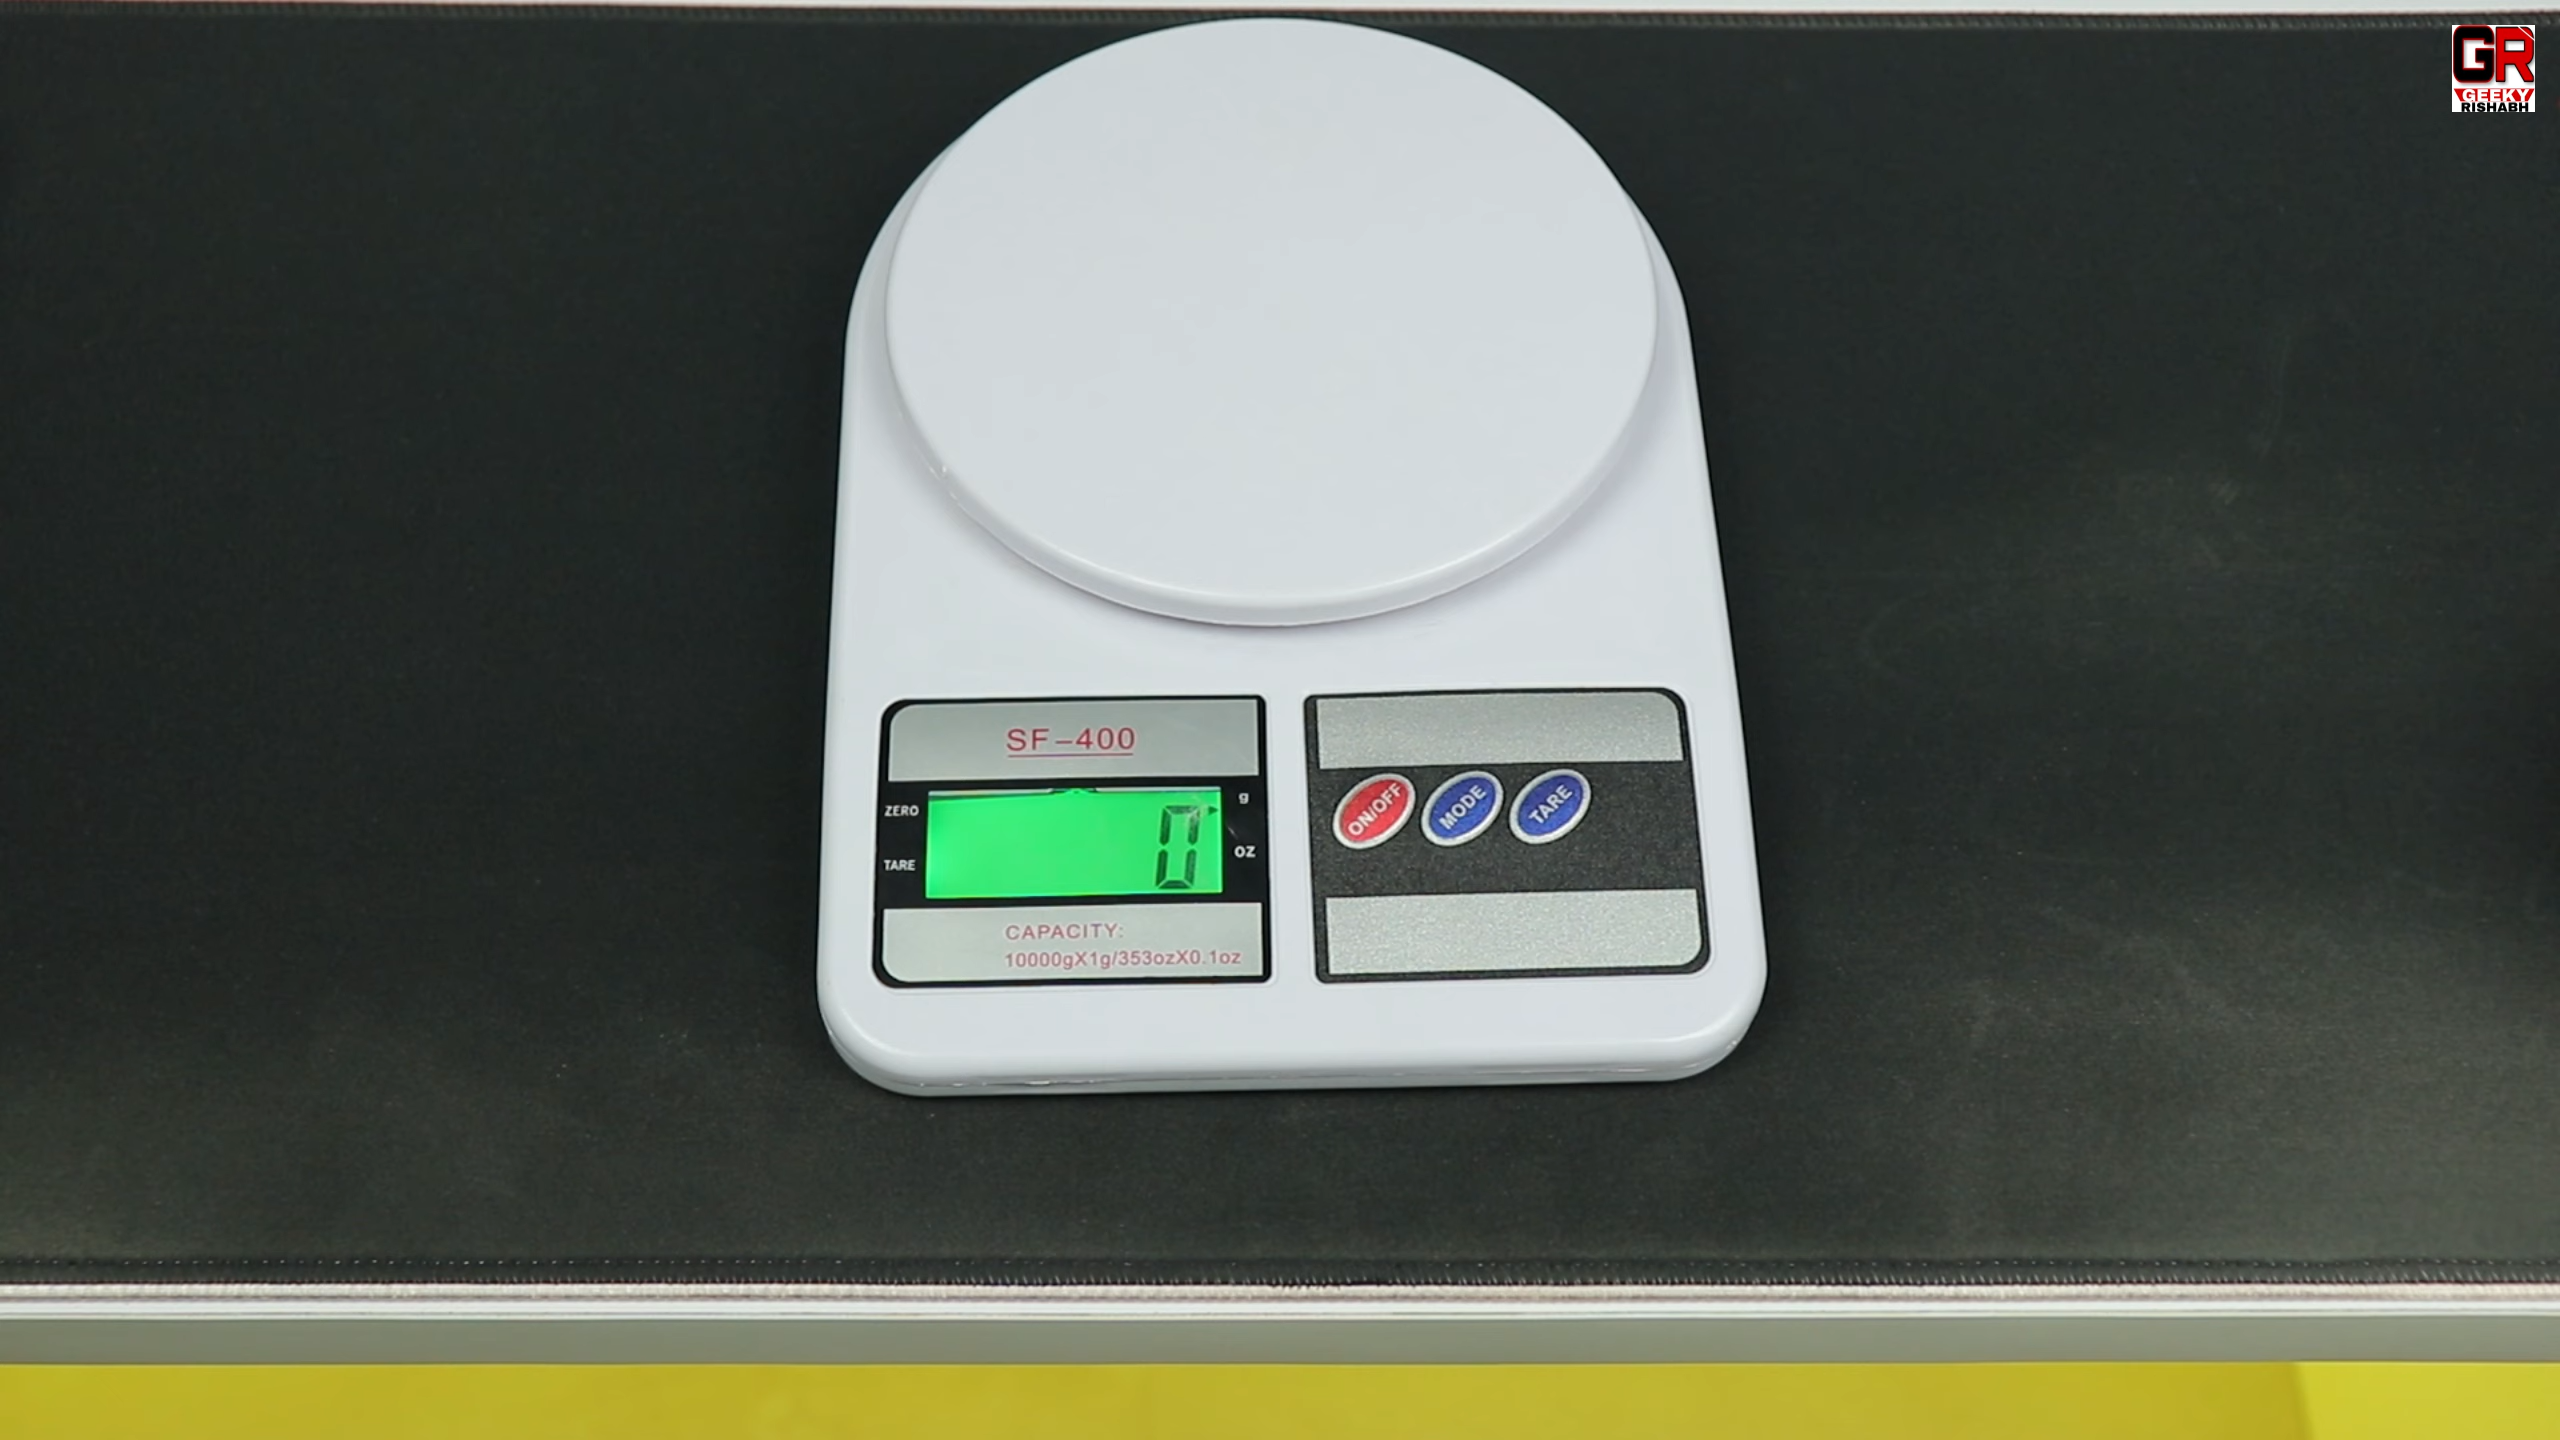 GR
GEEKY
RISHABH
SF-400
ZERO
TARE
0
g
oz
CAPACITY:
10000gX1g/353ozX0.1oz
ON/OFF
MODE
TARE